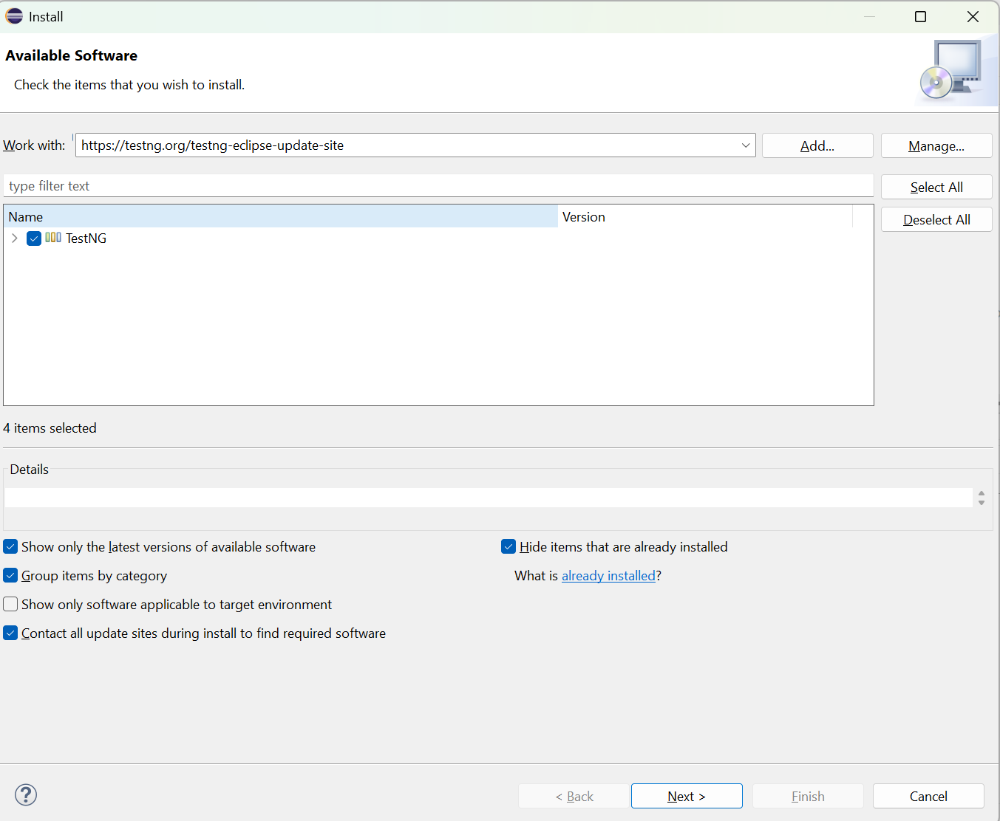 Install
Available Software
Check the items that you wish to install.
Work with: https://testng.org/testng-eclipse-update-site Add... Manage...
type filter text Select All
Name Version Deselect All
TestNG
4 items selected
Details
Show only the latest versions of available software Hide items that are already installed
Group items by category What is already installed?
Show only software applicable to target environment
Contact all update sites during install to find required software
? < Back Next > Finish Cancel